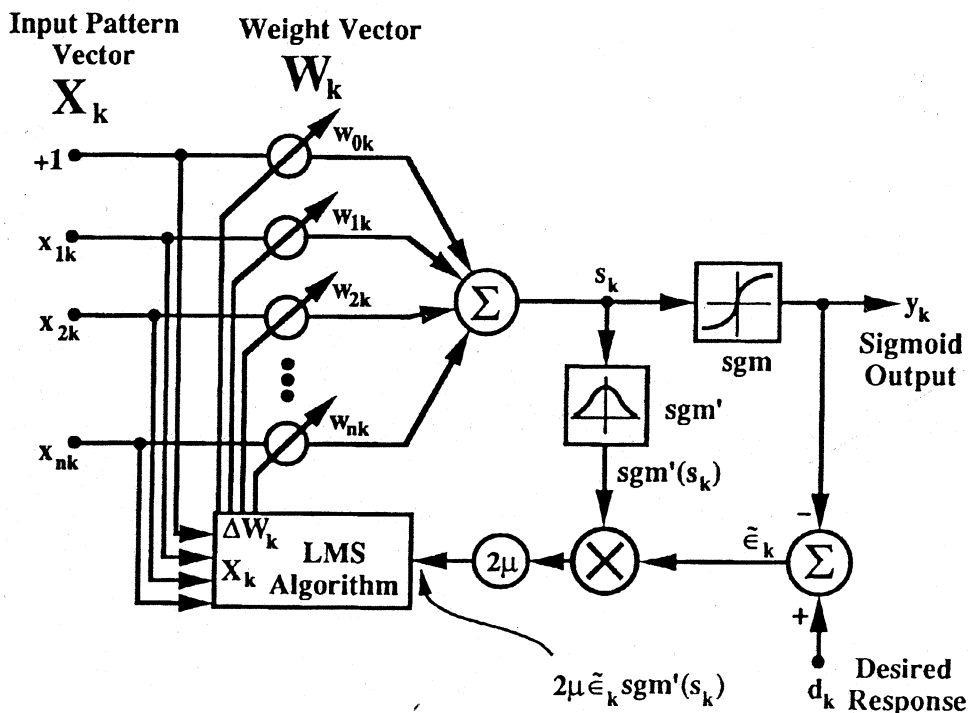 Input Pattern
Vector
X_k
Weight Vector
W_k
+1
w_0k
x_1k
w_1k
x_2k
w_2k
x_nk
w_nk
Σ
s_k
sgm
y_k
Sigmoid
Output
sgm'
sgm'(s_k)
ΔW_k
X_k
LMS
Algorithm
2μ
×
ε̃_k
-
Σ
+
2μ ε̃_k sgm'(s_k)
d_k
Desired
Response